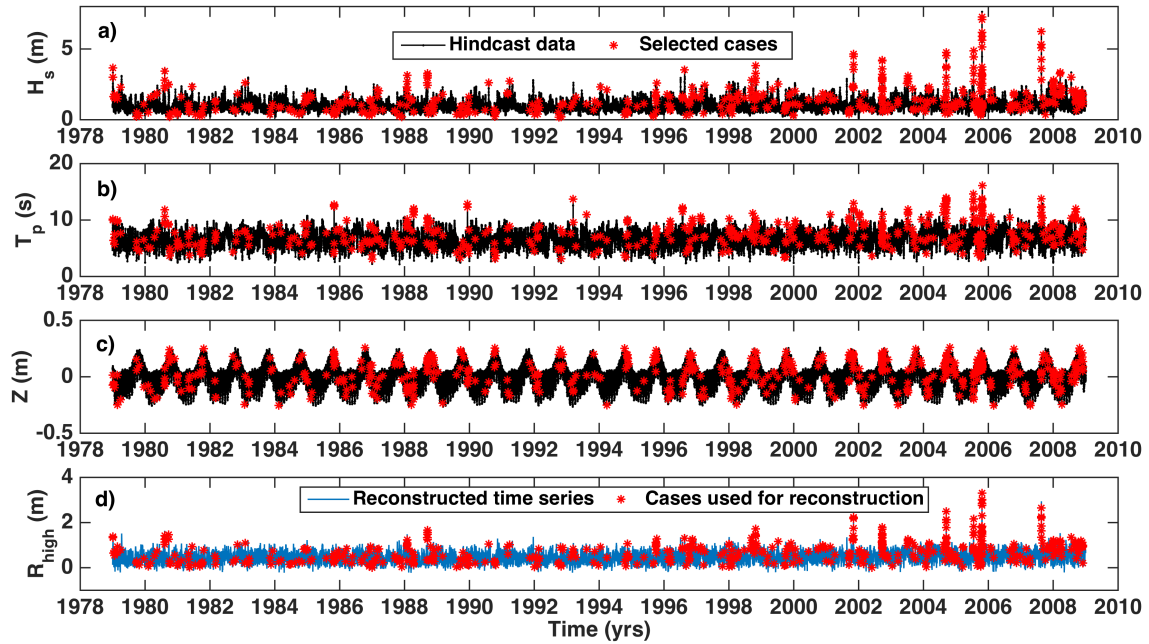 a)
Hindcast data
Selected cases
H_s (m)
5
0
1978 1980 1982 1984 1986 1988 1990 1992 1994 1996 1998 2000 2002 2004 2006 2008 2010
b)
T_p (s)
20
10
0
1978 1980 1982 1984 1986 1988 1990 1992 1994 1996 1998 2000 2002 2004 2006 2008 2010
c)
Z (m)
0.5
0
-0.5
1978 1980 1982 1984 1986 1988 1990 1992 1994 1996 1998 2000 2002 2004 2006 2008 2010
d)
Reconstructed time series
Cases used for reconstruction
R_high (m)
4
2
0
1978 1980 1982 1984 1986 1988 1990 1992 1994 1996 1998 2000 2002 2004 2006 2008 2010
Time (yrs)